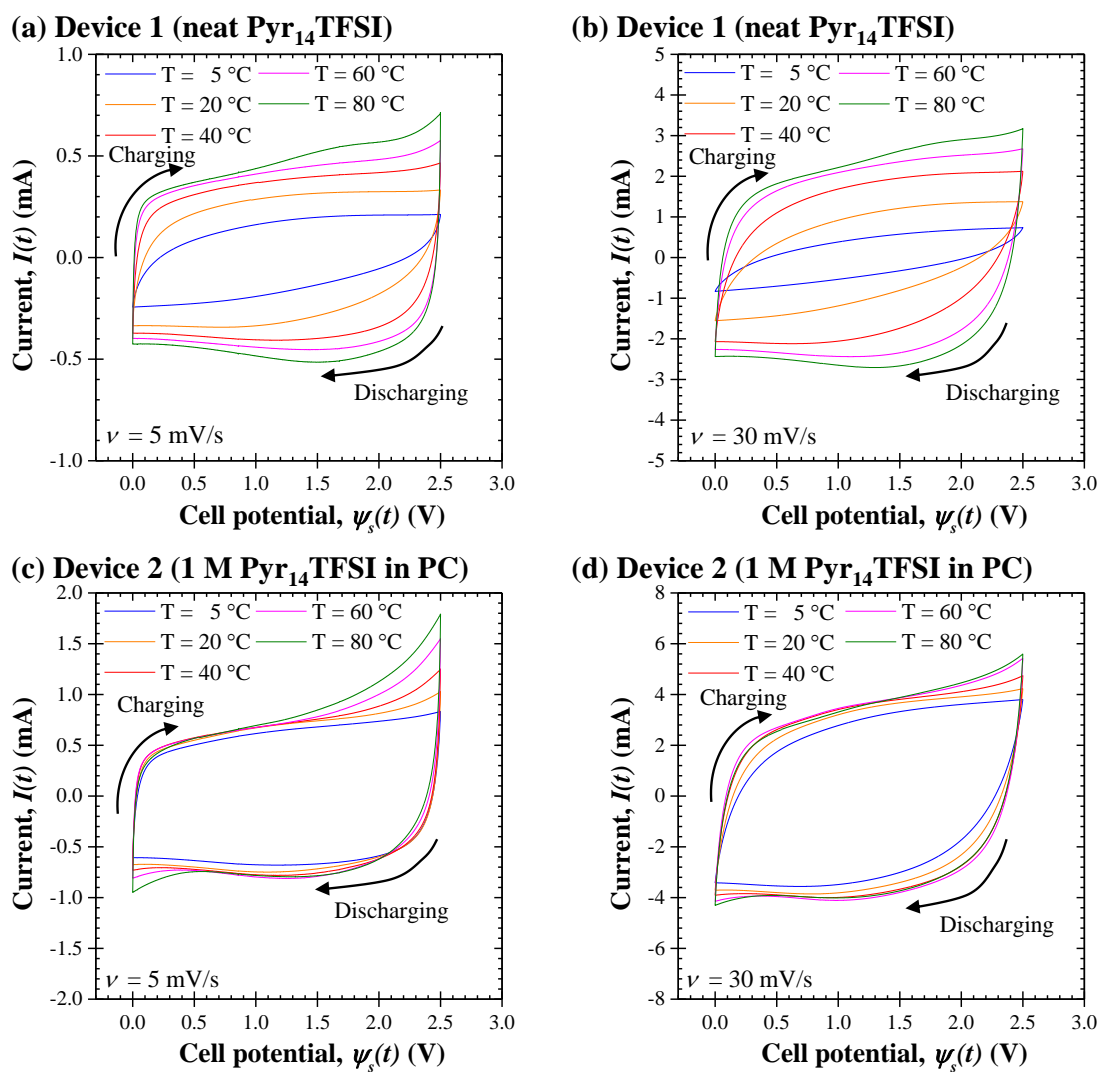 (a) Device 1 (neat Pyr₁₄TFSI)
1.0
0.5
0.0
-0.5
-1.0
Current, I(t) (mA)
T = 5 °C
T = 20 °C
T = 40 °C
T = 60 °C
T = 80 °C
Charging
Discharging
ν = 5 mV/s
0.0 0.5 1.0 1.5 2.0 2.5 3.0
Cell potential, ψₛ(t) (V)
(b) Device 1 (neat Pyr₁₄TFSI)
5
4
3
2
1
0
-1
-2
-3
-4
-5
Current, I(t) (mA)
T = 5 °C
T = 20 °C
T = 40 °C
T = 60 °C
T = 80 °C
Charging
Discharging
ν = 30 mV/s
0.0 0.5 1.0 1.5 2.0 2.5 3.0
Cell potential, ψₛ(t) (V)
(c) Device 2 (1 M Pyr₁₄TFSI in PC)
2.0
1.5
1.0
0.5
0.0
-0.5
-1.0
-1.5
-2.0
Current, I(t) (mA)
T = 5 °C
T = 20 °C
T = 40 °C
T = 60 °C
T = 80 °C
Charging
Discharging
ν = 5 mV/s
0.0 0.5 1.0 1.5 2.0 2.5 3.0
Cell potential, ψₛ(t) (V)
(d) Device 2 (1 M Pyr₁₄TFSI in PC)
8
6
4
2
0
-2
-4
-6
-8
Current, I(t) (mA)
T = 5 °C
T = 20 °C
T = 40 °C
T = 60 °C
T = 80 °C
Charging
Discharging
ν = 30 mV/s
0.0 0.5 1.0 1.5 2.0 2.5 3.0
Cell potential, ψₛ(t) (V)